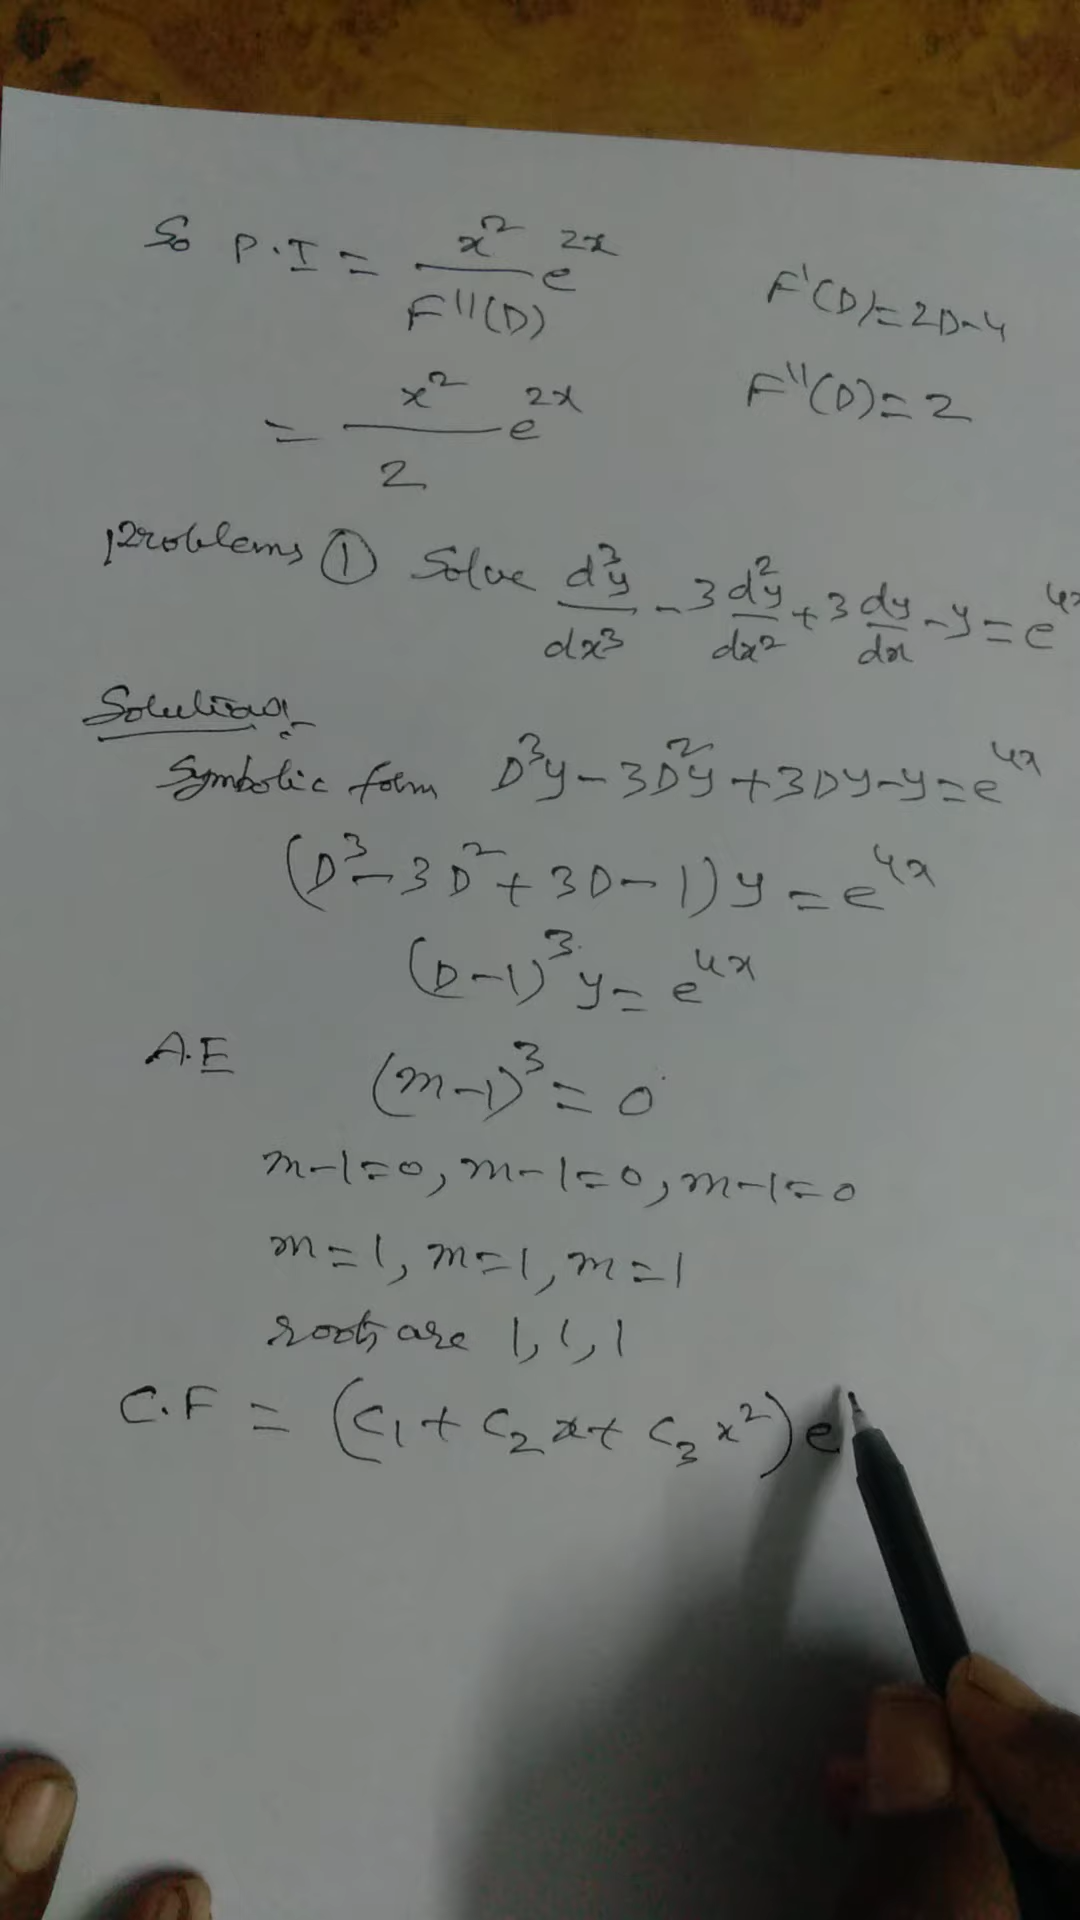 So P.I = x² / F''(D) e^2x F'(D) = 2D-4
= x² / 2 e^2x F''(D) = 2
Problems ① Solve d³y/dx³ - 3 d²y/dx² + 3 dy/dx - y = e^4x
Solution:-
Symbolic form D³y - 3D²y + 3Dy - y = e^4x
(D³ - 3D² + 3D - 1) y = e^4x
(D-1)³ y = e^4x
A.E (m-1)³ = 0
m-1=0, m-1=0, m-1=0
m=1, m=1, m=1
roots are 1, 1, 1
C.F = (C₁ + C₂x + C₃x²) e